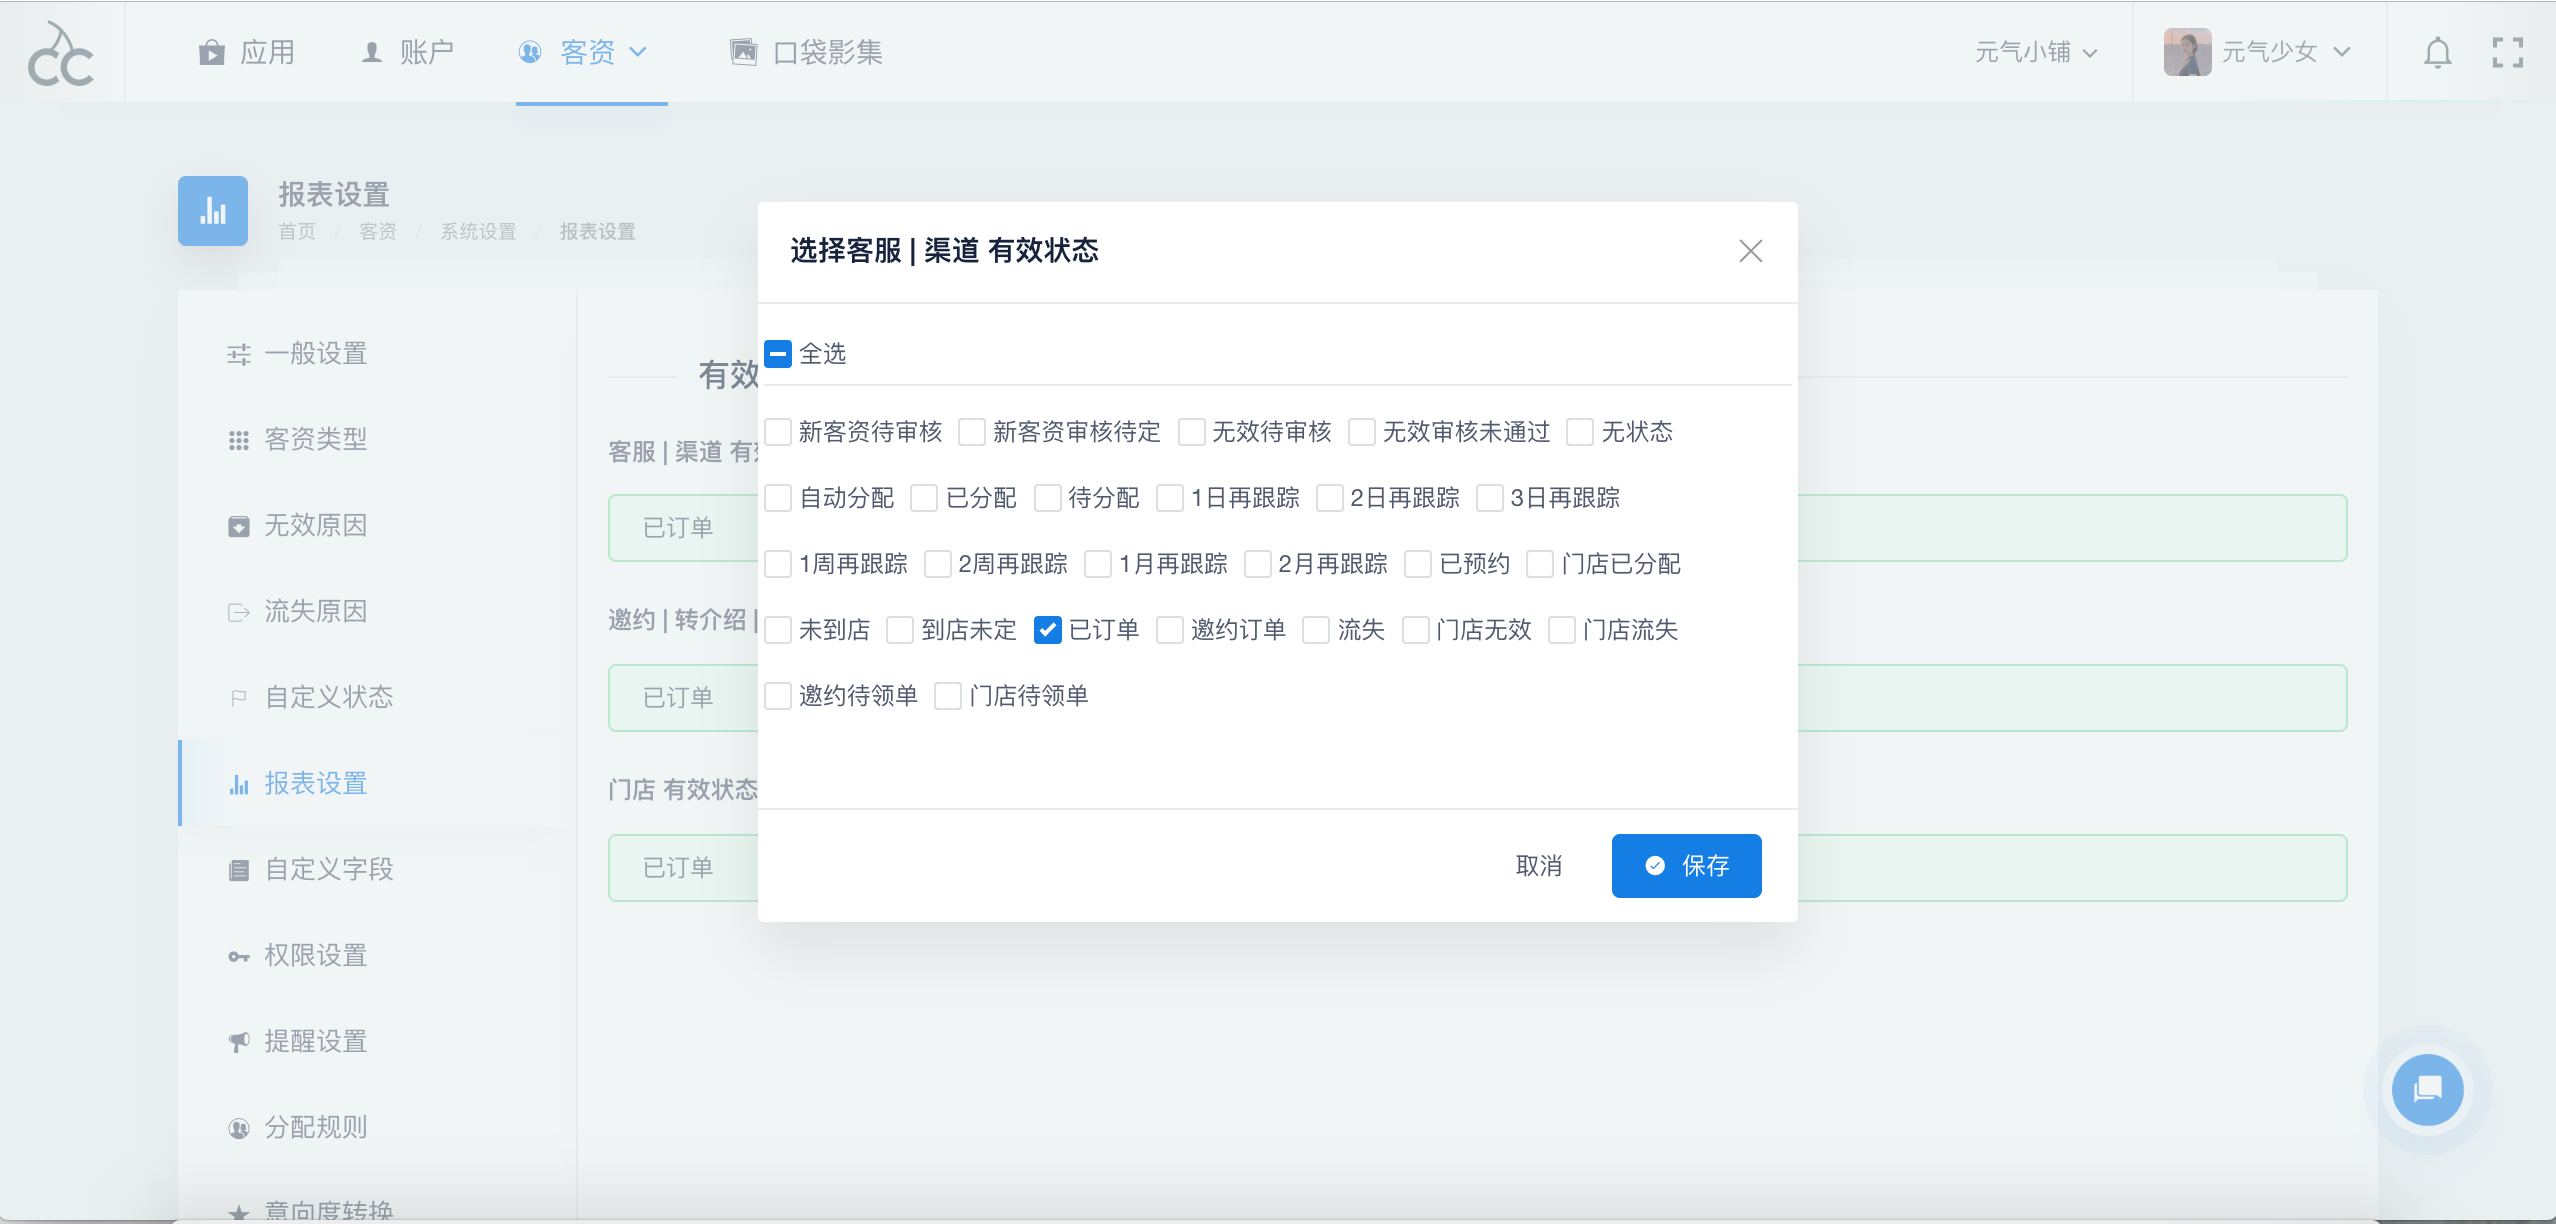 CC
应用 账户 客资 口袋影集 元气小铺 元气少女
报表设置
首页 / 客资 / 系统设置 / 报表设置
一般设置
客资类型
无效原因
流失原因
自定义状态
报表设置
自定义字段
权限设置
提醒设置
分配规则
意向度转换
有效
客服 | 渠道 有
已订单
邀约 | 转介绍 |
已订单
门店 有效状态
已订单
选择客服 | 渠道 有效状态
全选
新客资待审核 新客资审核待定 无效待审核 无效审核未通过 无状态
自动分配 已分配 待分配 1日再跟踪 2日再跟踪 3日再跟踪
1周再跟踪 2周再跟踪 1月再跟踪 2月再跟踪 已预约 门店已分配
未到店 到店未定 已订单 邀约订单 流失 门店无效 门店流失
邀约待领单 门店待领单
取消 保存